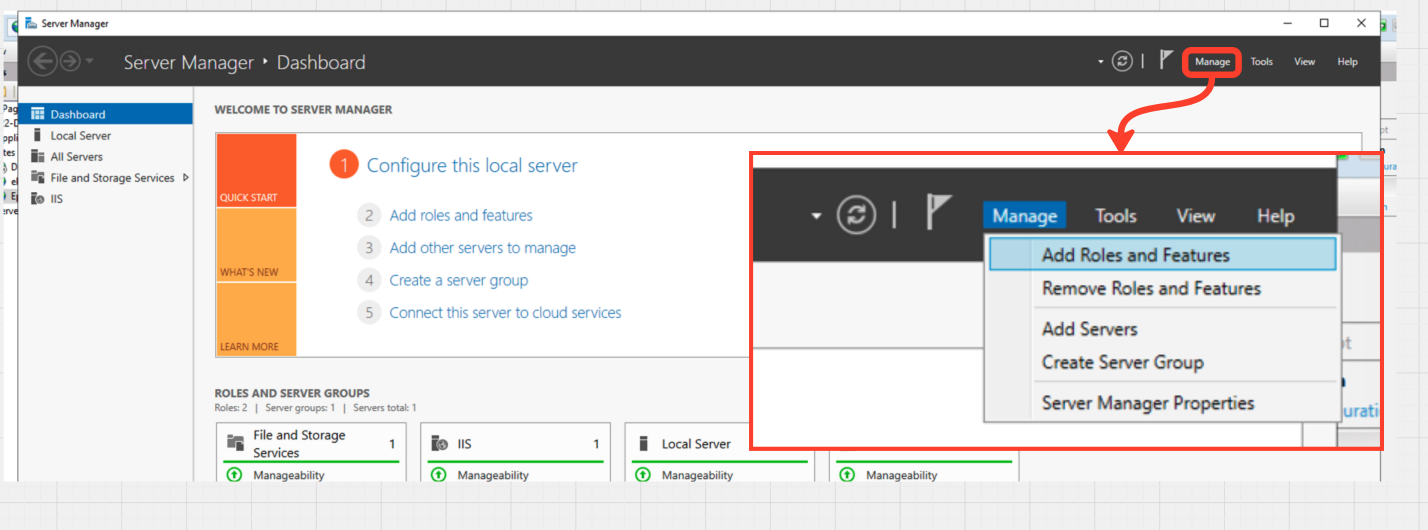 Server Manager
Server Manager • Dashboard
Manage Tools View Help
Dashboard
Local Server
All Servers
File and Storage Services
IIS
WELCOME TO SERVER MANAGER
QUICK START
WHAT'S NEW
LEARN MORE
1 Configure this local server
2 Add roles and features
3 Add other servers to manage
4 Create a server group
5 Connect this server to cloud services
Manage Tools View Help
Add Roles and Features
Remove Roles and Features
Add Servers
Create Server Group
Server Manager Properties
ROLES AND SERVER GROUPS
Roles: 2 | Server groups: 1 | Servers total: 1
File and Storage
Services 1
Manageability
IIS 1
Manageability
Local Server
Manageability
Manageability